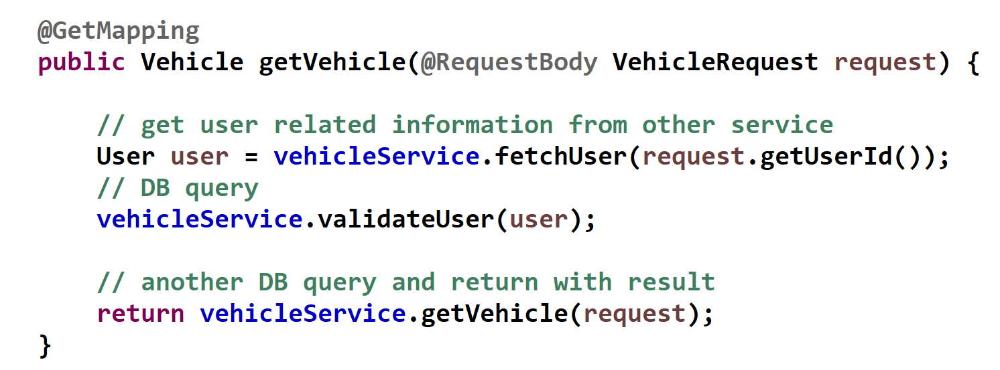 @GetMapping
public Vehicle getVehicle(@RequestBody VehicleRequest request) {
// get user related information from other service
User user = vehicleService.fetchUser(request.getUserId());
// DB query
vehicleService.validateUser(user);
// another DB query and return with result
return vehicleService.getVehicle(request);
}